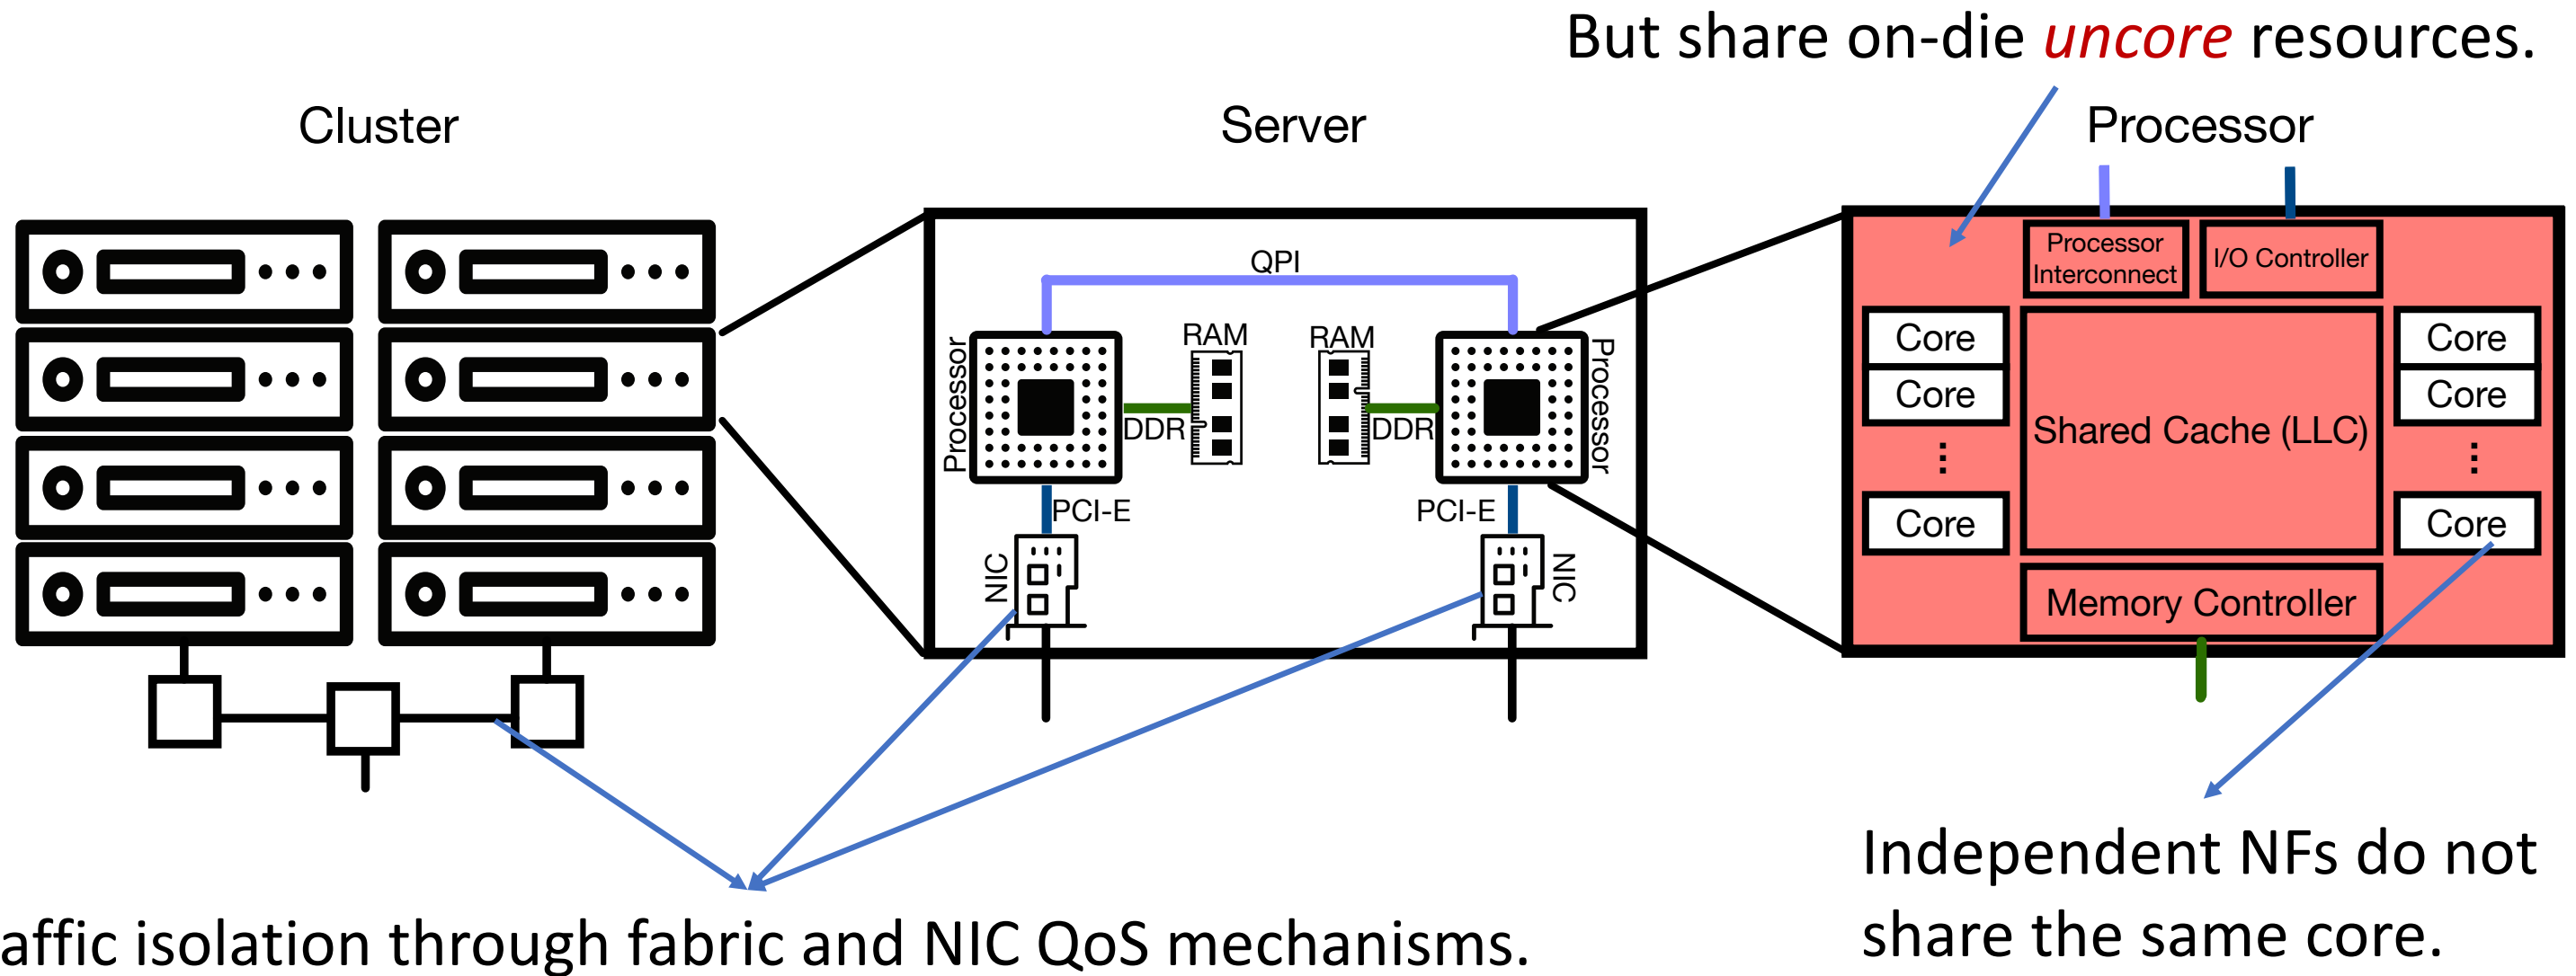 But share on-die uncore resources.
Cluster
Server
Processor
QPI
Processor
RAM
DDR
PCI-E
NIC
RAM
DDR
Processor
PCI-E
NIC
Processor
Interconnect
I/O Controller
Core
Core
⋮
Core
Shared Cache (LLC)
Core
Core
⋮
Core
Memory Controller
Independent NFs do not
share the same core.
affic isolation through fabric and NIC QoS mechanisms.